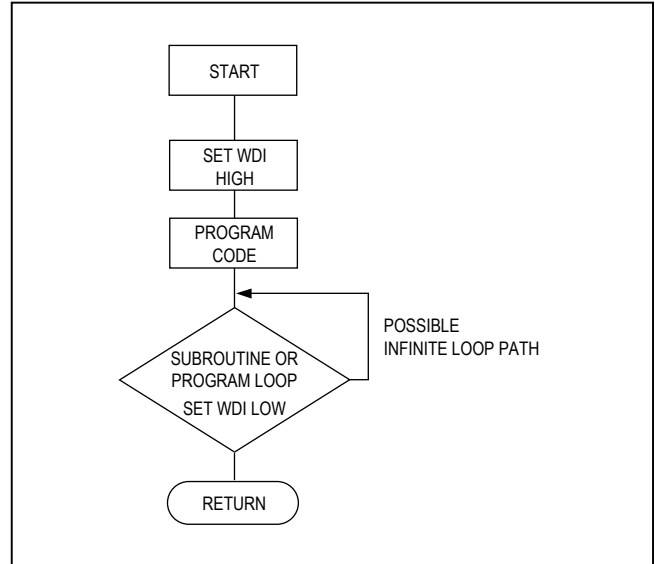 START
SET WDI
HIGH
PROGRAM
CODE
POSSIBLE
INFINITE LOOP PATH
SUBROUTINE OR
PROGRAM LOOP
SET WDI LOW
RETURN